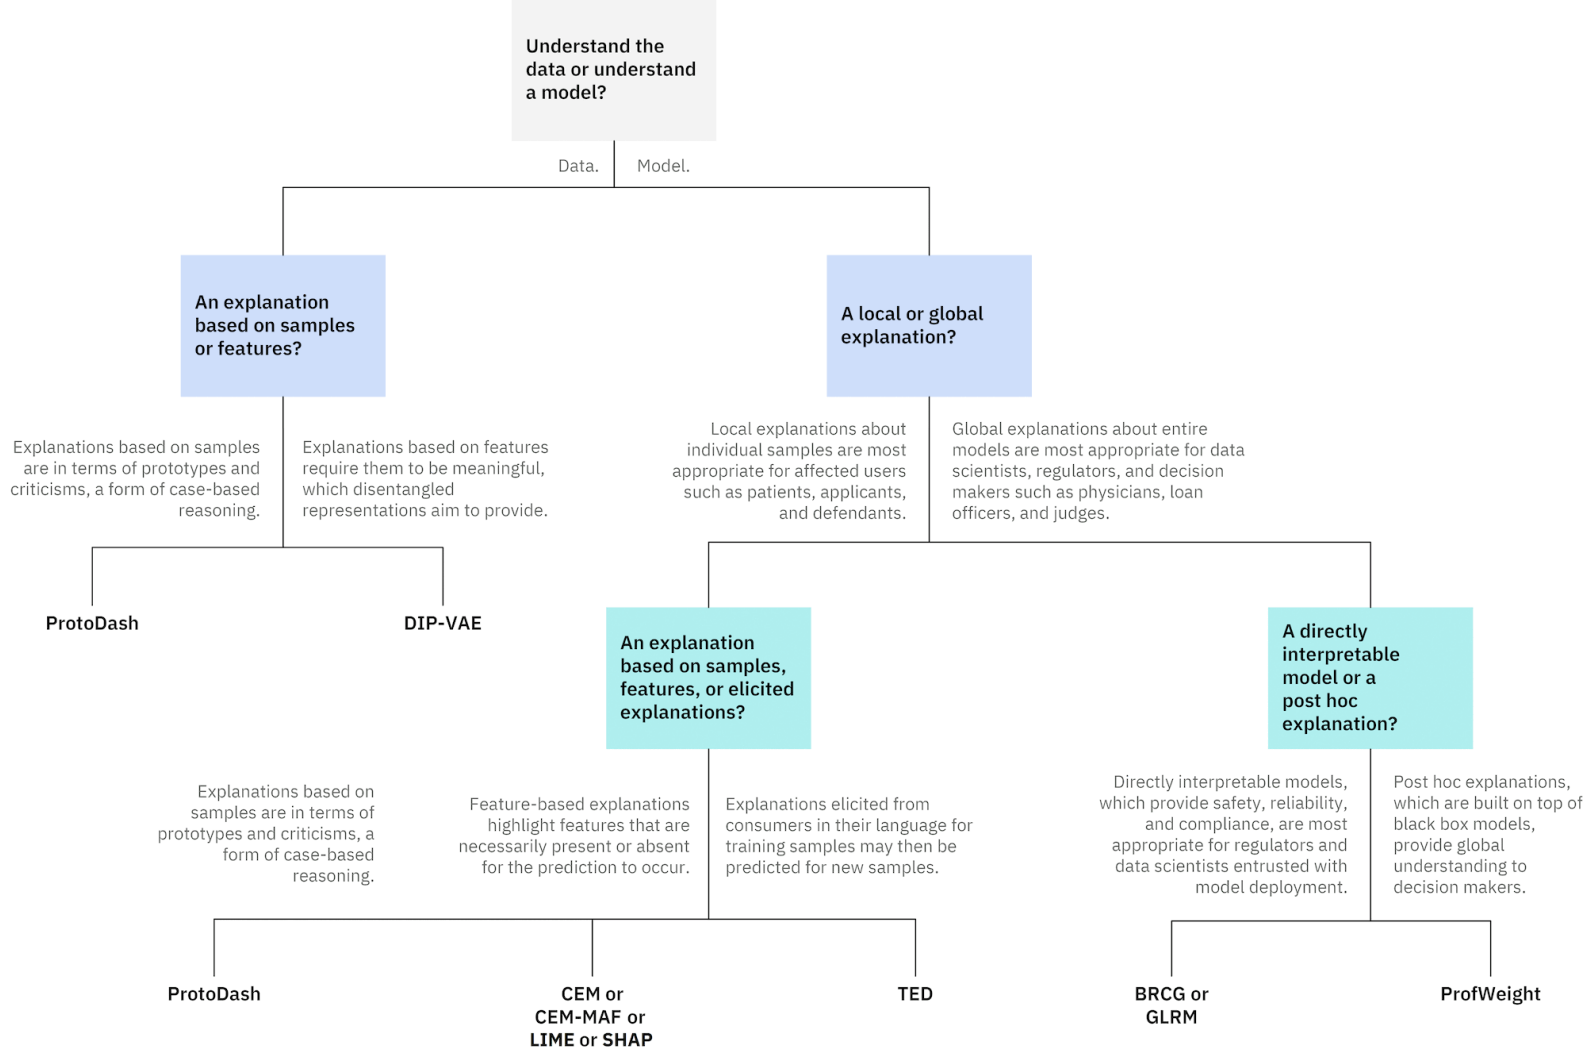 Understand the
data or understand
a model?
Data.
Model.
An explanation
based on samples
or features?
A local or global
explanation?
Explanations based on samples
are in terms of prototypes and
criticisms, a form of case-based
reasoning.
Explanations based on features
require them to be meaningful,
which disentangled
representations aim to provide.
Local explanations about
individual samples are most
appropriate for affected users
such as patients, applicants,
and defendants.
Global explanations about entire
models are most appropriate for data
scientists, regulators, and decision
makers such as physicians, loan
officers, and judges.
ProtoDash
DIP-VAE
An explanation
based on samples,
features, or elicited
explanations?
A directly
interpretable
model or a
post hoc
explanation?
Explanations based on
samples are in terms of
prototypes and criticisms, a
form of case-based
reasoning.
Feature-based explanations
highlight features that are
necessarily present or absent
for the prediction to occur.
Explanations elicited from
consumers in their language for
training samples may then be
predicted for new samples.
Directly interpretable models,
which provide safety, reliability,
and compliance, are most
appropriate for regulators and
data scientists entrusted with
model deployment.
Post hoc explanations,
which are built on top of
black box models,
provide global
understanding to
decision makers.
ProtoDash
CEM or
CEM-MAF or
LIME or SHAP
TED
BRCG or
GLRM
ProfWeight